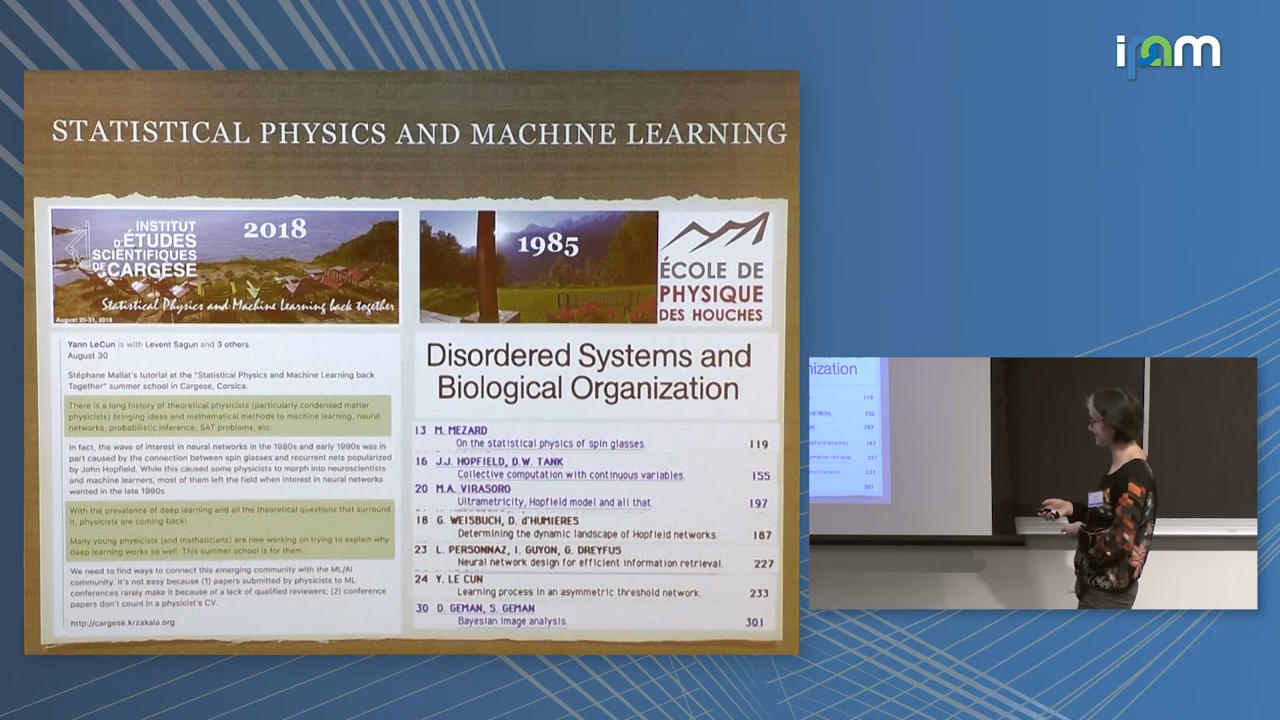 ipam
STATISTICAL PHYSICS AND MACHINE LEARNING
INSTITUT
D'ÉTUDES
SCIENTIFIQUES
DE CARGÈSE
2018
Statistical Physics and Machine Learning back together
August 20-31, 2018
Yann LeCun is with Levent Sagun and 3 others.
August 30
Stéphane Mallat's tutorial at the "Statistical Physics and Machine Learning back
Together" summer school in Cargese, Corsica.
There is a long history of theoretical physicists (particularly condensed matter
physicists) bringing ideas and mathematical methods to machine learning, neural
networks, probabilistic inference, SAT problems, etc.
In fact, the wave of interest in neural networks in the 1980s and early 1990s was in
part caused by the connection between spin glasses and recurrent nets popularized
by John Hopfield. While this caused some physicists to morph into neuroscientists
and machine learners, most of them left the field when interest in neural networks
wanted in the late 1990s
With the prevalence of deep learning and all the theoretical questions that surround
it, physicists are coming back!
Many young physicists (and mathaticians) are now working on trying to explain why
deep learning works so well. This summer school is for them.
We need to find ways to connect this emerging community with the ML/AI
community. It's not easy because (1) papers submitted by physicists to ML
conferences rarely make it because of a lack of qualified reviewers; (2) conference
papers don't count in a physicist's CV.
http://cargese.krzakala.org
1985
ÉCOLE DE
PHYSIQUE
DES HOUCHES
Disordered Systems and
Biological Organization
13 M. MEZARD
On the statistical physics of spin glasses. 119
16 J.J. HOPFIELD, D.W. TANK
Collective computation with continuous variables. 155
20 M.A. VIRASORO
Ultrametricity, Hopfield model and all that. 197
18 G. WEISBUCH, D. d'HUMIERES
Determining the dynamic landscape of Hopfield networks. 187
23 L. PERSONNAZ, I. GUYON, G. DREYFUS
Neural network design for efficient information retrieval. 227
24 Y. LE CUN
Learning process in an asymmetric threshold network. 233
30 D. GEMAN, S. GEMAN
Bayesian image analysis. 301
nization
119
155
197
187
227
233
301